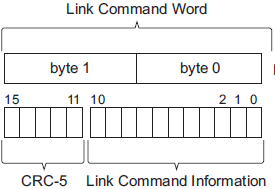 Link Command Word
byte 1 byte 0
15 11 10 2 1 0
CRC-5 Link Command Information